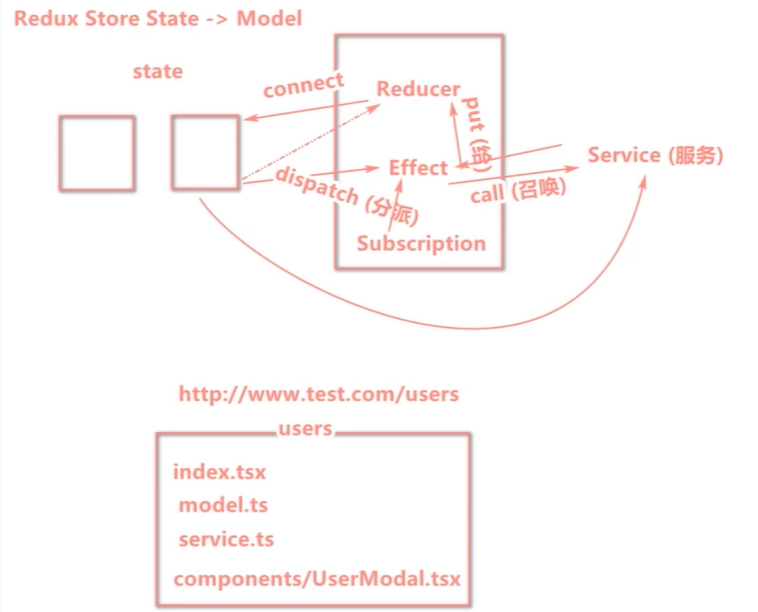 Redux Store State -> Model
state
connect
Reducer
put (给)
Effect
Service (服务)
dispatch (分派)
call (召唤)
Subscription
http://www.test.com/users
users
index.tsx
model.ts
service.ts
components/UserModal.tsx